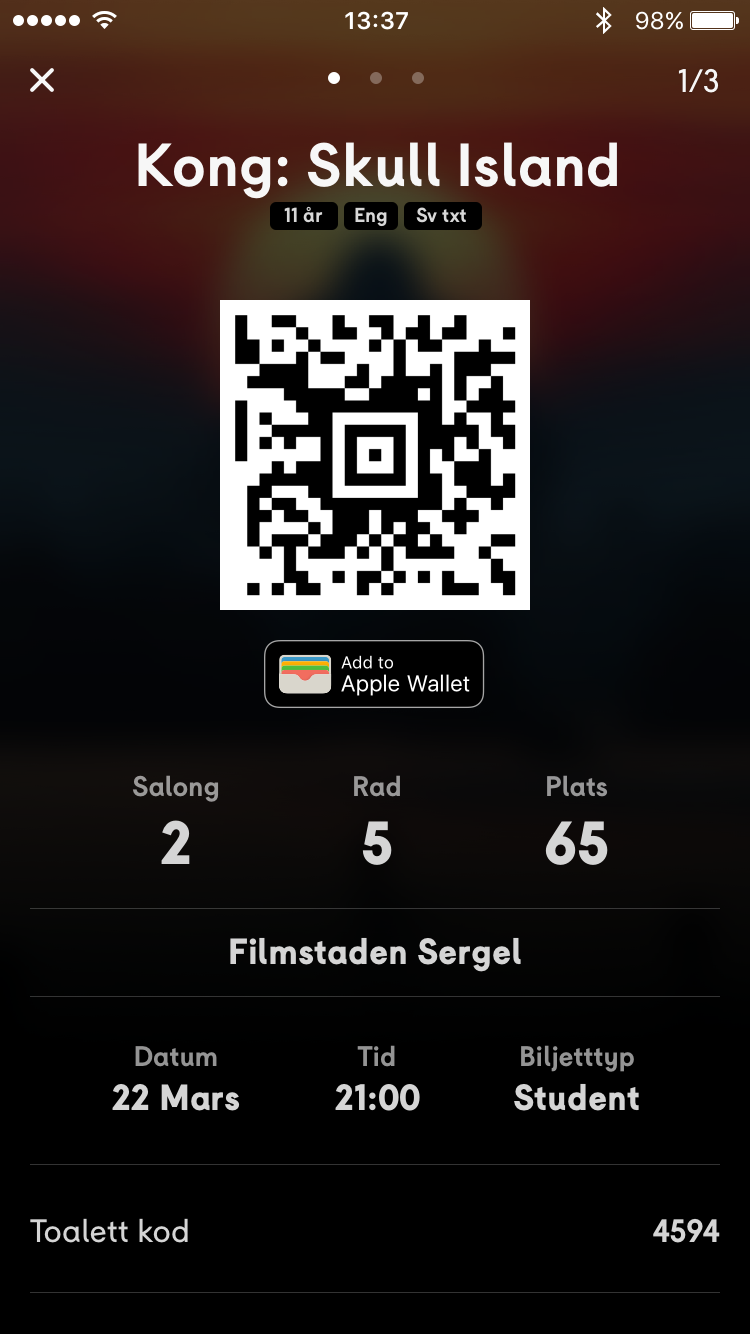 13:37 98%
1/3
Kong: Skull Island
11 år Eng Sv txt
Add to
Apple Wallet
Salong Rad Plats
2 5 65
Filmstaden Sergel
Datum Tid Biljetttyp
22 Mars 21:00 Student
Toalett kod 4594